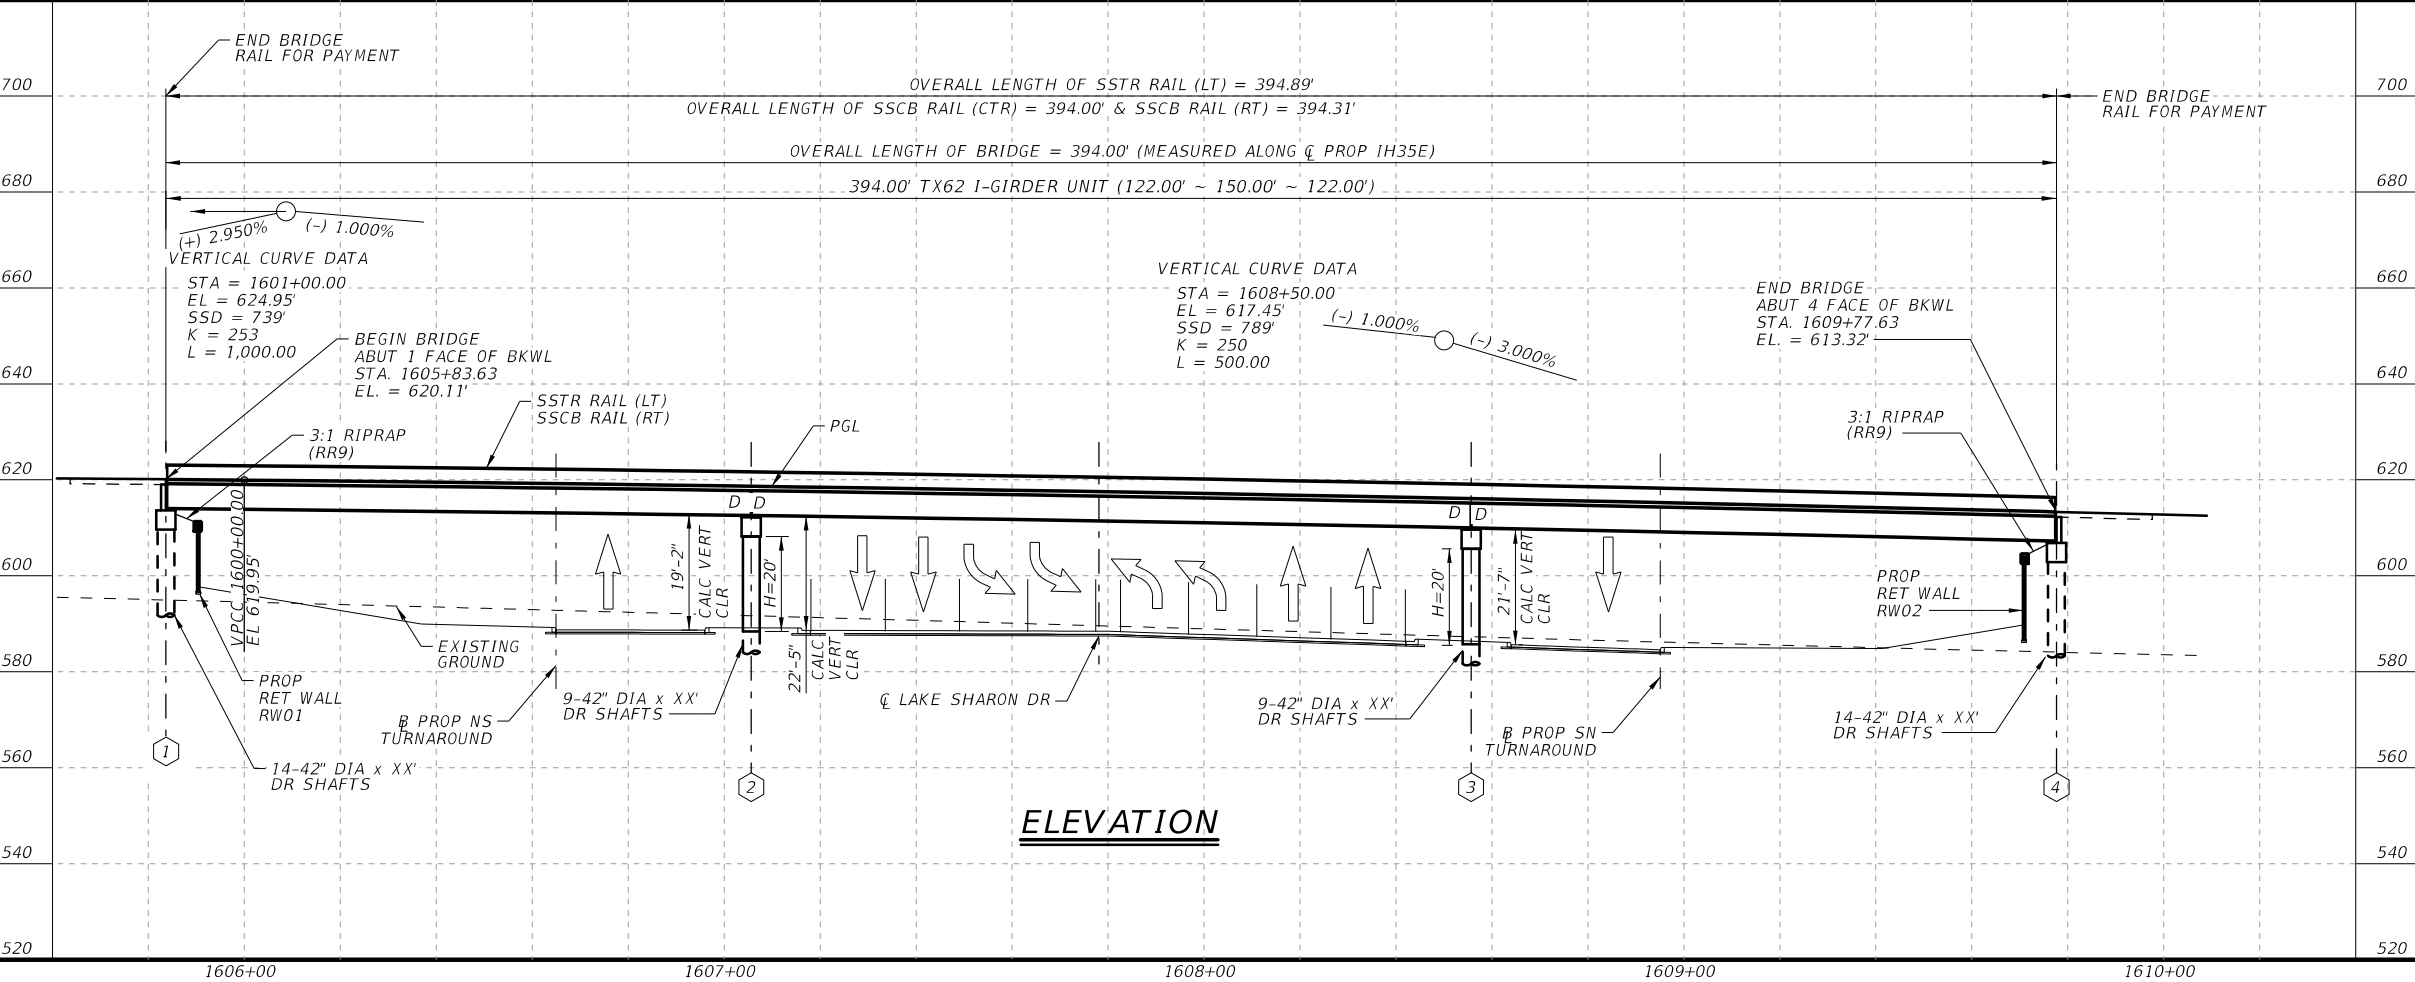 END BRIDGE
RAIL FOR PAYMENT
700
OVERALL LENGTH OF SSTR RAIL (LT) = 394.89'
700
OVERALL LENGTH OF SSCB RAIL (CTR) = 394.00' & SSCB RAIL (RT) = 394.31'
END BRIDGE
RAIL FOR PAYMENT
OVERALL LENGTH OF BRIDGE = 394.00' (MEASURED ALONG ℄ PROP IH35E)
680
394.00' TX62 I-GIRDER UNIT (122.00' ~ 150.00' ~ 122.00')
680
(+) 2.950%
(-) 1.000%
VERTICAL CURVE DATA
STA = 1601+00.00
EL = 624.95'
SSD = 739'
K = 253
L = 1,000.00
660
VERTICAL CURVE DATA
STA = 1608+50.00
EL = 617.45'
SSD = 789'
K = 250
L = 500.00
(-) 1.000%
(-) 3.000%
660
END BRIDGE
ABUT 4 FACE OF BKWL
STA. 1609+77.63
EL. = 613.32'
BEGIN BRIDGE
ABUT 1 FACE OF BKWL
STA. 1605+83.63
EL. = 620.11'
640
640
SSTR RAIL (LT)
SSCB RAIL (RT)
PGL
3:1 RIPRAP
(RR9)
3:1 RIPRAP
(RR9)
620
620
D D
D D
VPCC 1600+00.00
EL 619.95'
19'-2"
CALC VERT
CLR
H=20'
22'-5"
CALC
VERT
CLR
H=20'
21'-7"
CALC VERT
CLR
600
600
PROP
RET WALL
RW02
EXISTING
GROUND
580
580
PROP
RET WALL
RW01
B͏L PROP NS
TURNAROUND
9-42" DIA x XX'
DR SHAFTS
℄ LAKE SHARON DR
9-42" DIA x XX'
DR SHAFTS
BL PROP SN
TURNAROUND
14-42" DIA x XX'
DR SHAFTS
1
14-42" DIA x XX'
DR SHAFTS
560
560
2
3
4
ELEVATION
540
540
520
520
1606+00
1607+00
1608+00
1609+00
1610+00